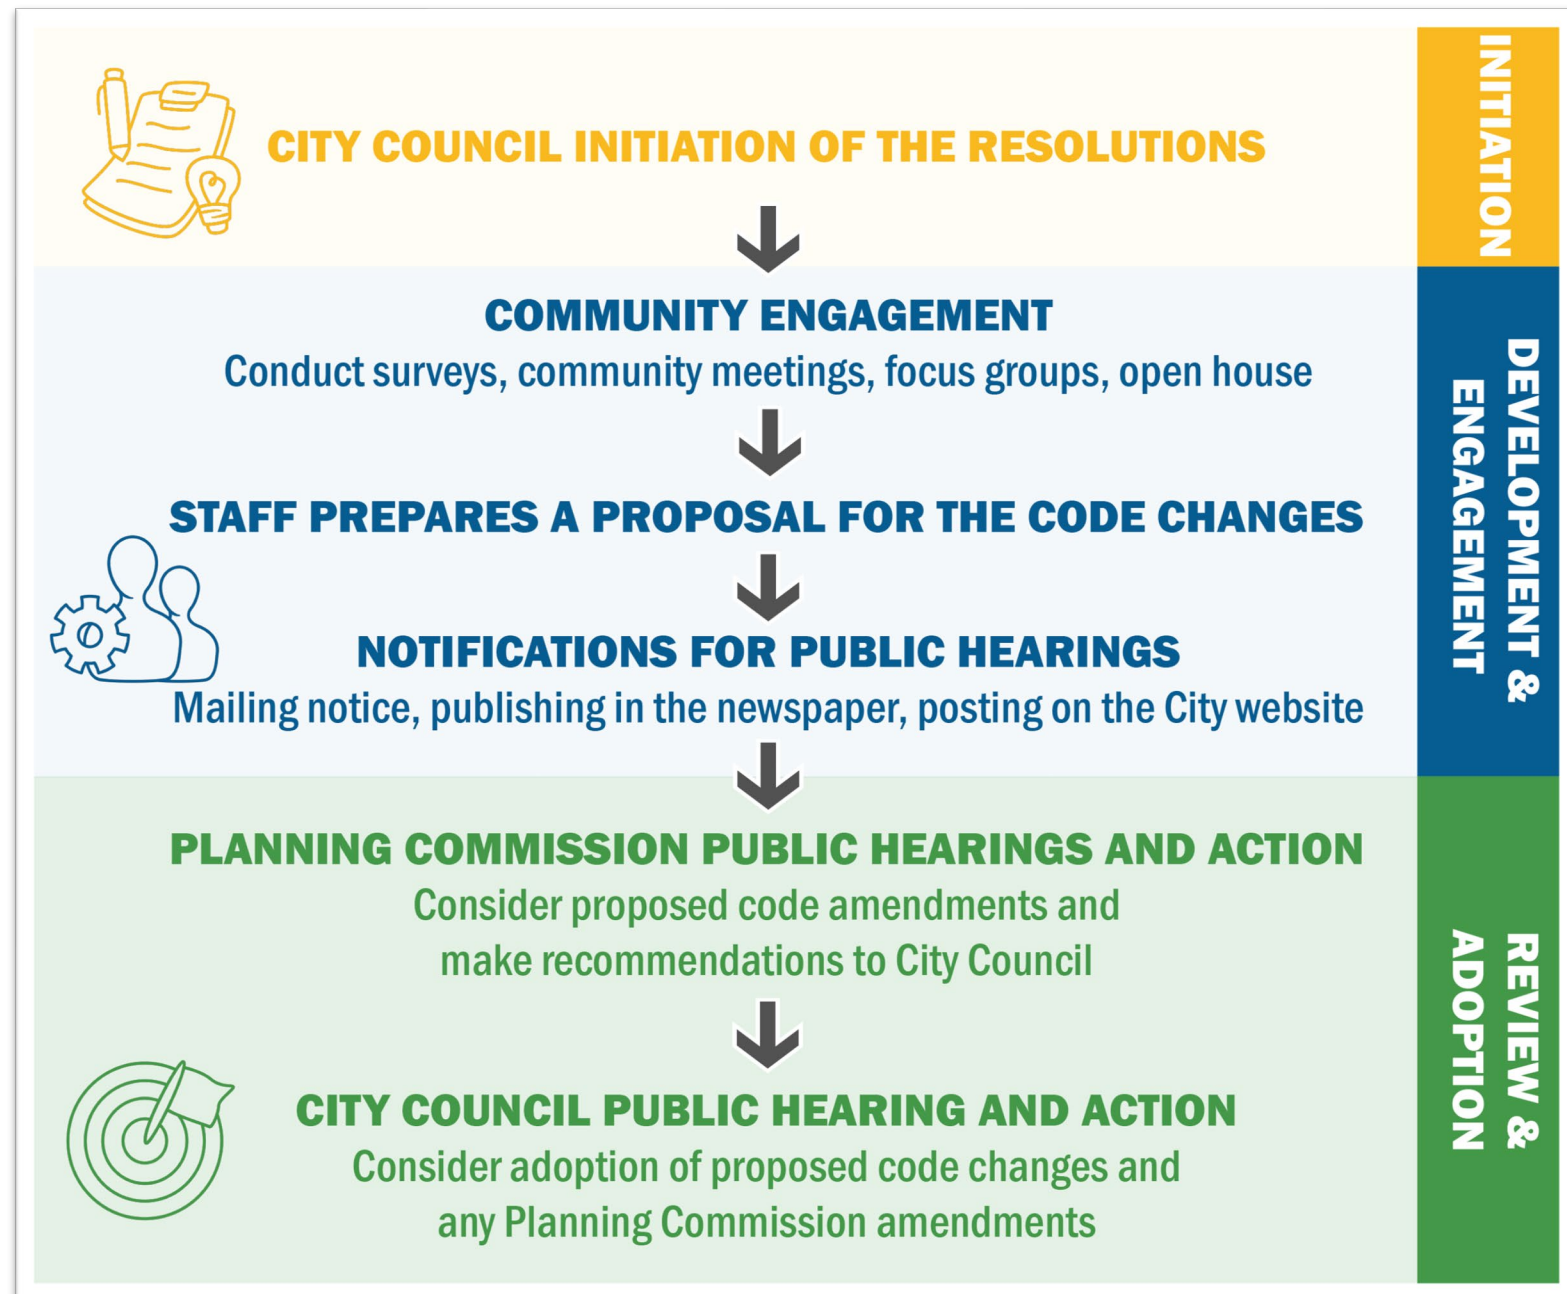 CITY COUNCIL INITIATION OF THE RESOLUTIONS
INITIATION
COMMUNITY ENGAGEMENT
Conduct surveys, community meetings, focus groups, open house
STAFF PREPARES A PROPOSAL FOR THE CODE CHANGES
NOTIFICATIONS FOR PUBLIC HEARINGS
Mailing notice, publishing in the newspaper, posting on the City website
DEVELOPMENT &
ENGAGEMENT
PLANNING COMMISSION PUBLIC HEARINGS AND ACTION
Consider proposed code amendments and
make recommendations to City Council
CITY COUNCIL PUBLIC HEARING AND ACTION
Consider adoption of proposed code changes and
any Planning Commission amendments
REVIEW &
ADOPTION